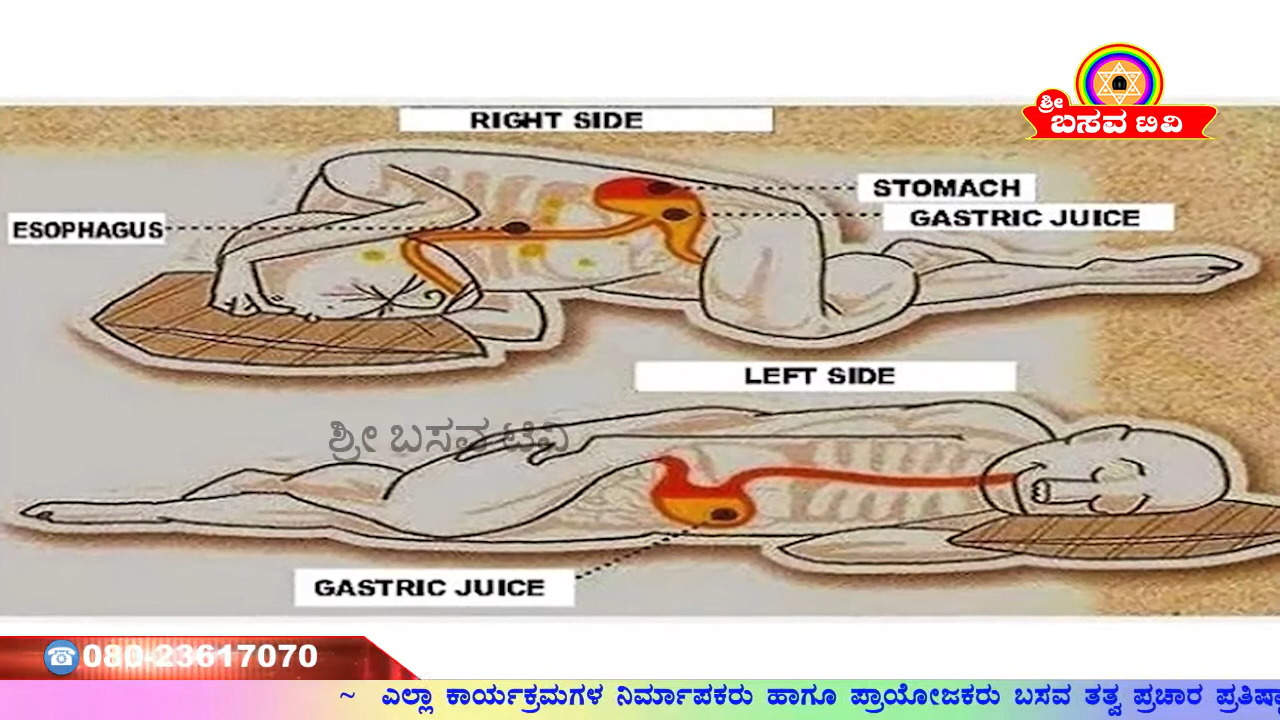 ಶ್ರೀ
ಬಸವ ಟಿವಿ
RIGHT SIDE
STOMACH
GASTRIC JUICE
ESOPHAGUS
LEFT SIDE
ಶ್ರೀ ಬಸವ ಟಿವಿ
GASTRIC JUICE
080-23617070
~ ಎಲ್ಲಾ ಕಾರ್ಯಕ್ರಮಗಳ ನಿರ್ಮಾಪಕರು ಹಾಗೂ ಪ್ರಾಯೋಜಕರು ಬಸವ ತತ್ವ ಪ್ರಚಾರ